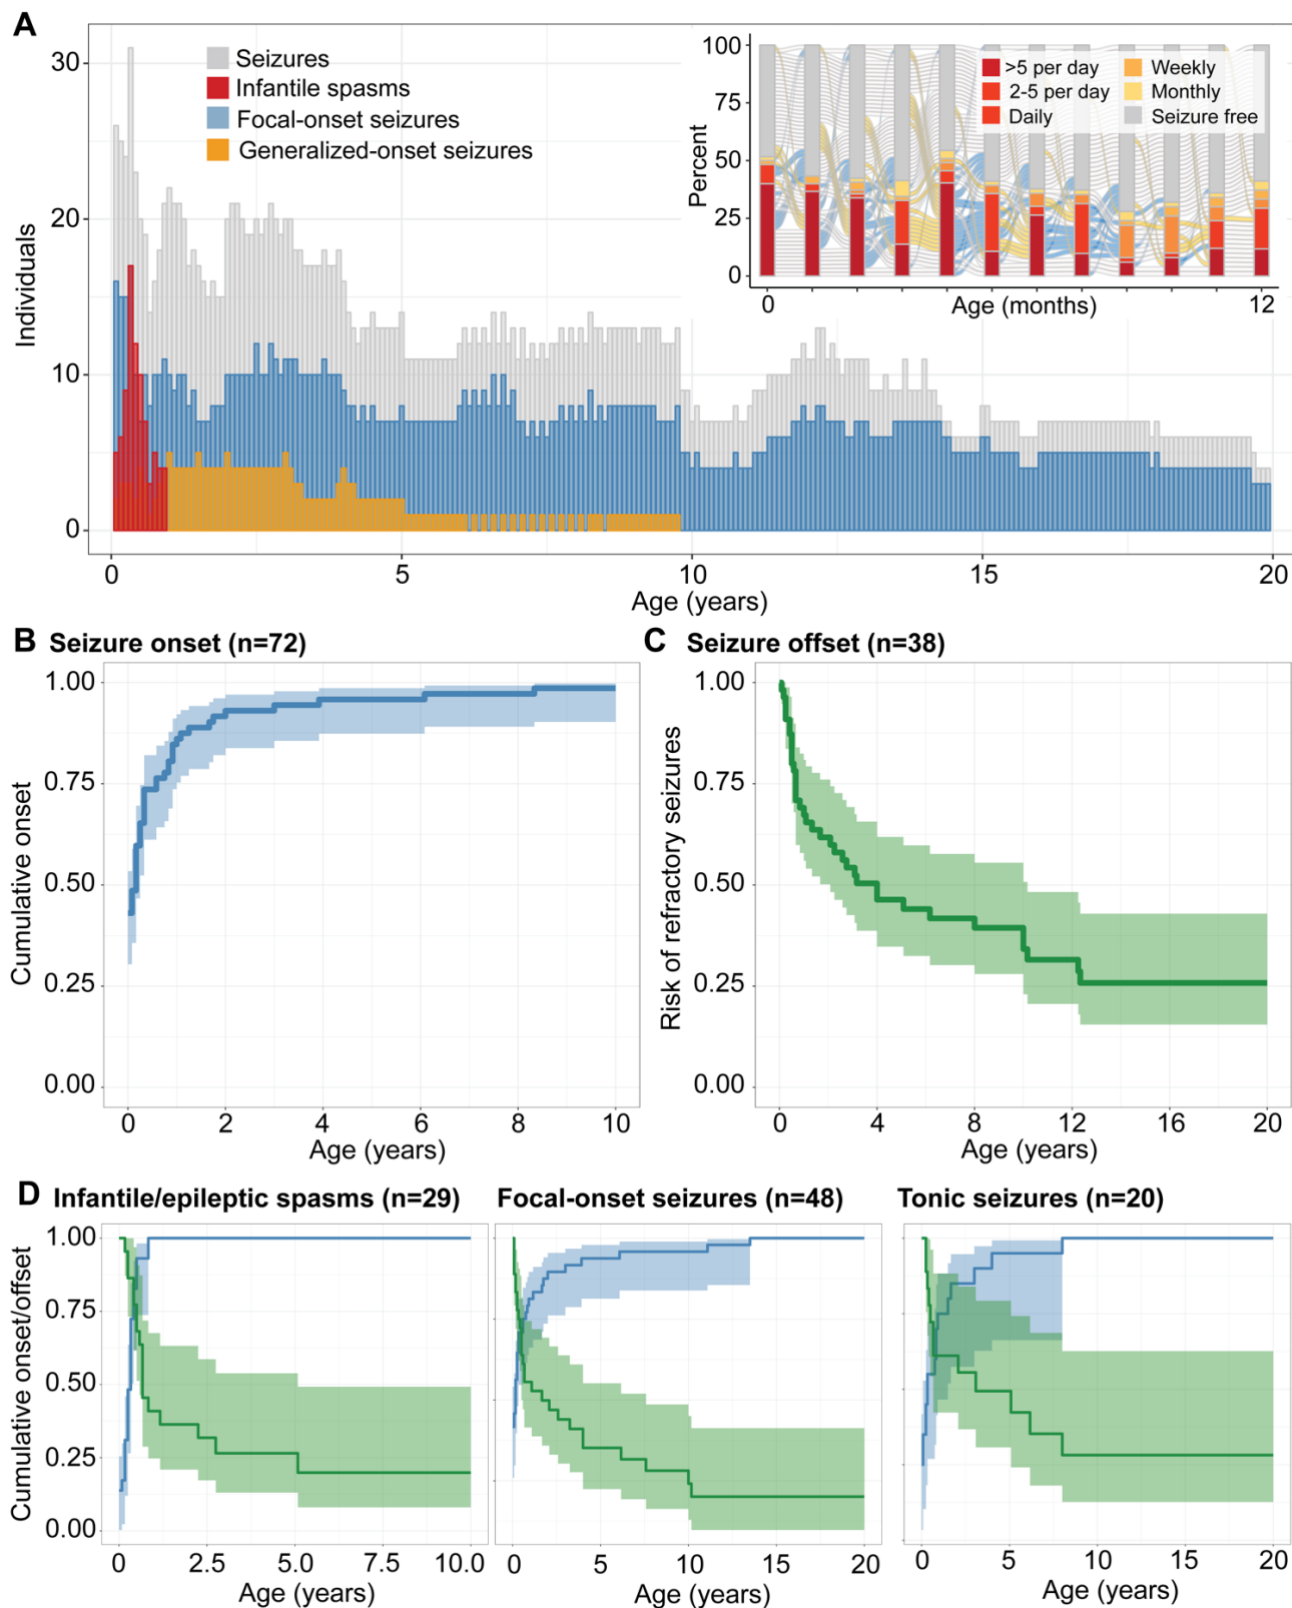 A
30
20
10
0
Individuals
Seizures
Infantile spasms
Focal-onset seizures
Generalized-onset seizures
0 5 10 15 20
Age (years)
100
75
50
25
0
Percent
>5 per day
2-5 per day
Daily
Weekly
Monthly
Seizure free
0 12
Age (months)
B Seizure onset (n=72)
1.00
0.75
0.50
0.25
0.00
Cumulative onset
0 2 4 6 8 10
Age (years)
C Seizure offset (n=38)
1.00
0.75
0.50
0.25
0.00
Risk of refractory seizures
0 4 8 12 16 20
Age (years)
D Infantile/epileptic spasms (n=29)
1.00
0.75
0.50
0.25
0.00
Cumulative onset/offset
0 2.5 5.0 7.5 10.0
Age (years)
Focal-onset seizures (n=48)
0 5 10 15 20
Age (years)
Tonic seizures (n=20)
0 5 10 15 20
Age (years)